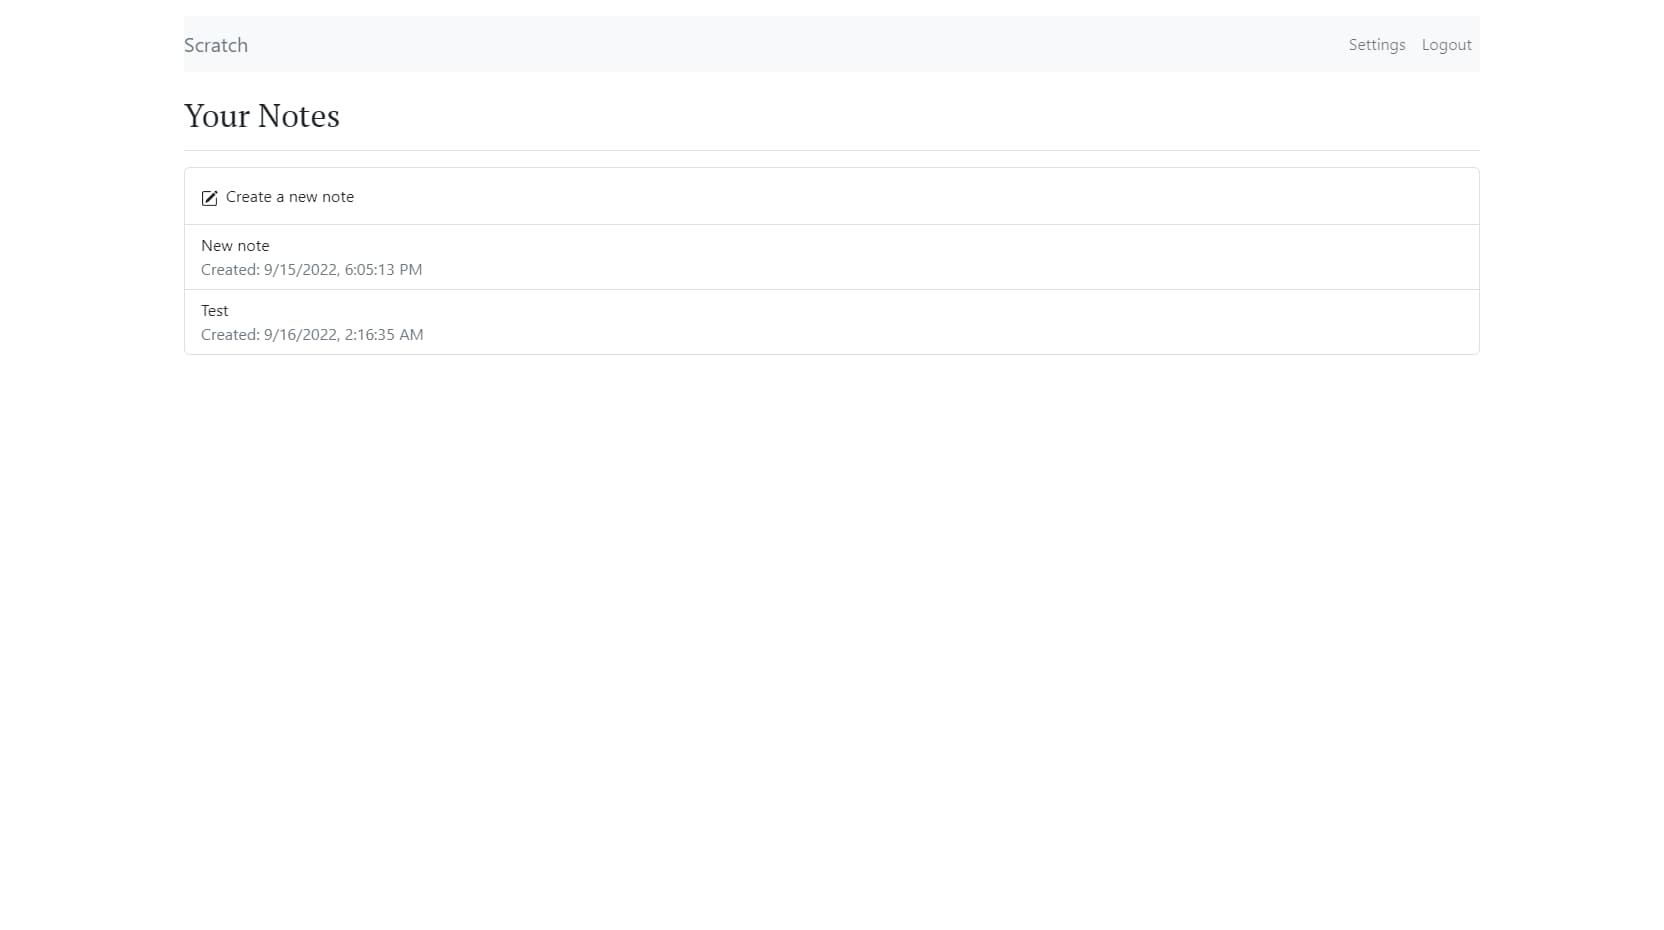 Scratch
Settings
Logout
Your Notes
Create a new note
New note
Created: 9/15/2022, 6:05:13 PM
Test
Created: 9/16/2022, 2:16:35 AM